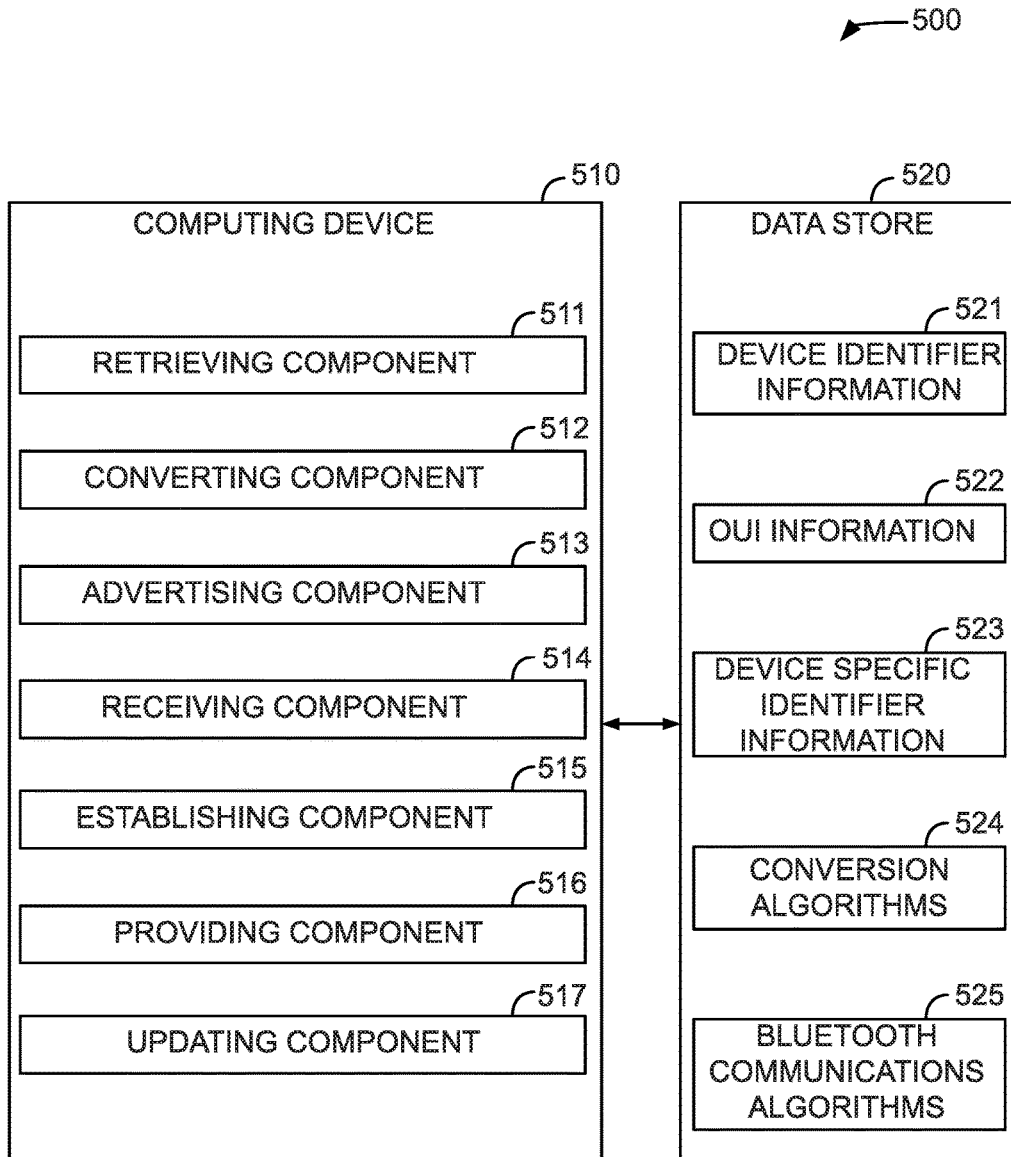 500
510
COMPUTING DEVICE
511
RETRIEVING COMPONENT
512
CONVERTING COMPONENT
513
ADVERTISING COMPONENT
514
RECEIVING COMPONENT
515
ESTABLISHING COMPONENT
516
PROVIDING COMPONENT
517
UPDATING COMPONENT
520
DATA STORE
521
DEVICE IDENTIFIER
INFORMATION
522
OUI INFORMATION
523
DEVICE SPECIFIC
IDENTIFIER
INFORMATION
524
CONVERSION
ALGORITHMS
525
BLUETOOTH
COMMUNICATIONS
ALGORITHMS